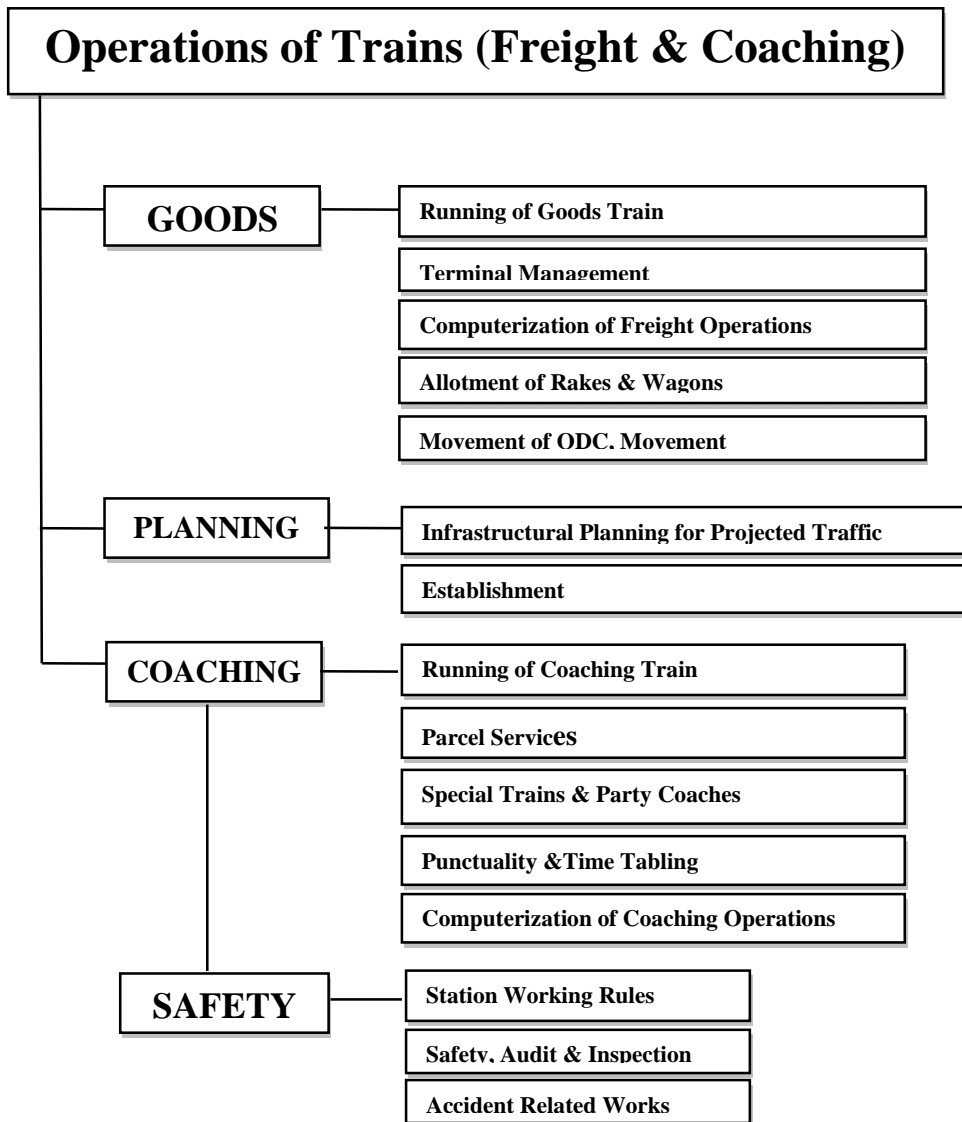 Operations of Trains (Freight & Coaching)
GOODS
Running of Goods Train
Terminal Management
Computerization of Freight Operations
Allotment of Rakes & Wagons
Movement of ODC, Movement
PLANNING
Infrastructural Planning for Projected Traffic
Establishment
COACHING
Running of Coaching Train
Parcel Services
Special Trains & Party Coaches
Punctuality &Time Tabling
Computerization of Coaching Operations
SAFETY
Station Working Rules
Safety, Audit & Inspection
Accident Related Works